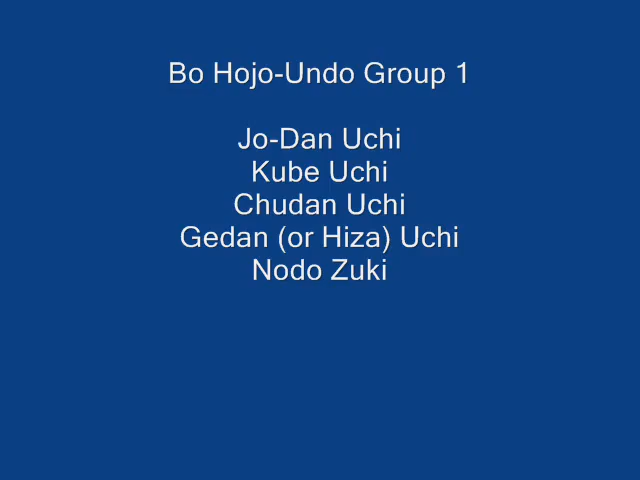 Bo Hojo-Undo Group 1
Jo-Dan Uchi
Kube Uchi
Chudan Uchi
Gedan (or Hiza) Uchi
Nodo Zuki